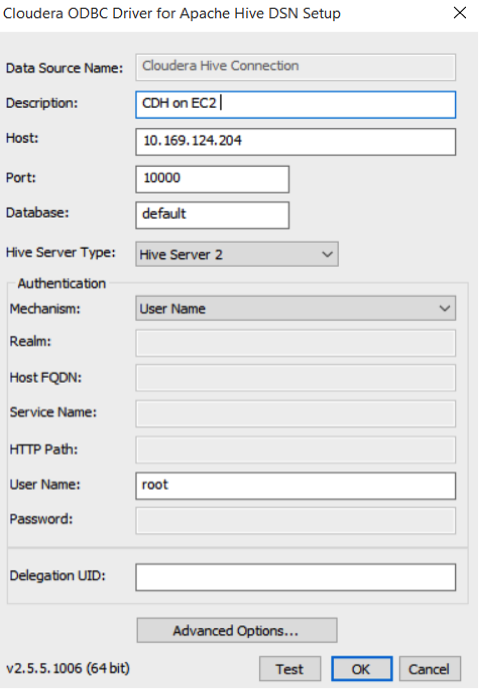 Cloudera ODBC Driver for Apache Hive DSN Setup
Data Source Name: Cloudera Hive Connection
Description: CDH on EC2
Host: 10.169.124.204
Port: 10000
Database: default
Hive Server Type: Hive Server 2
Authentication
Mechanism: User Name
Realm:
Host FQDN:
Service Name:
HTTP Path:
User Name: root
Password:
Delegation UID:
Advanced Options...
v2.5.5.1006 (64 bit) Test OK Cancel